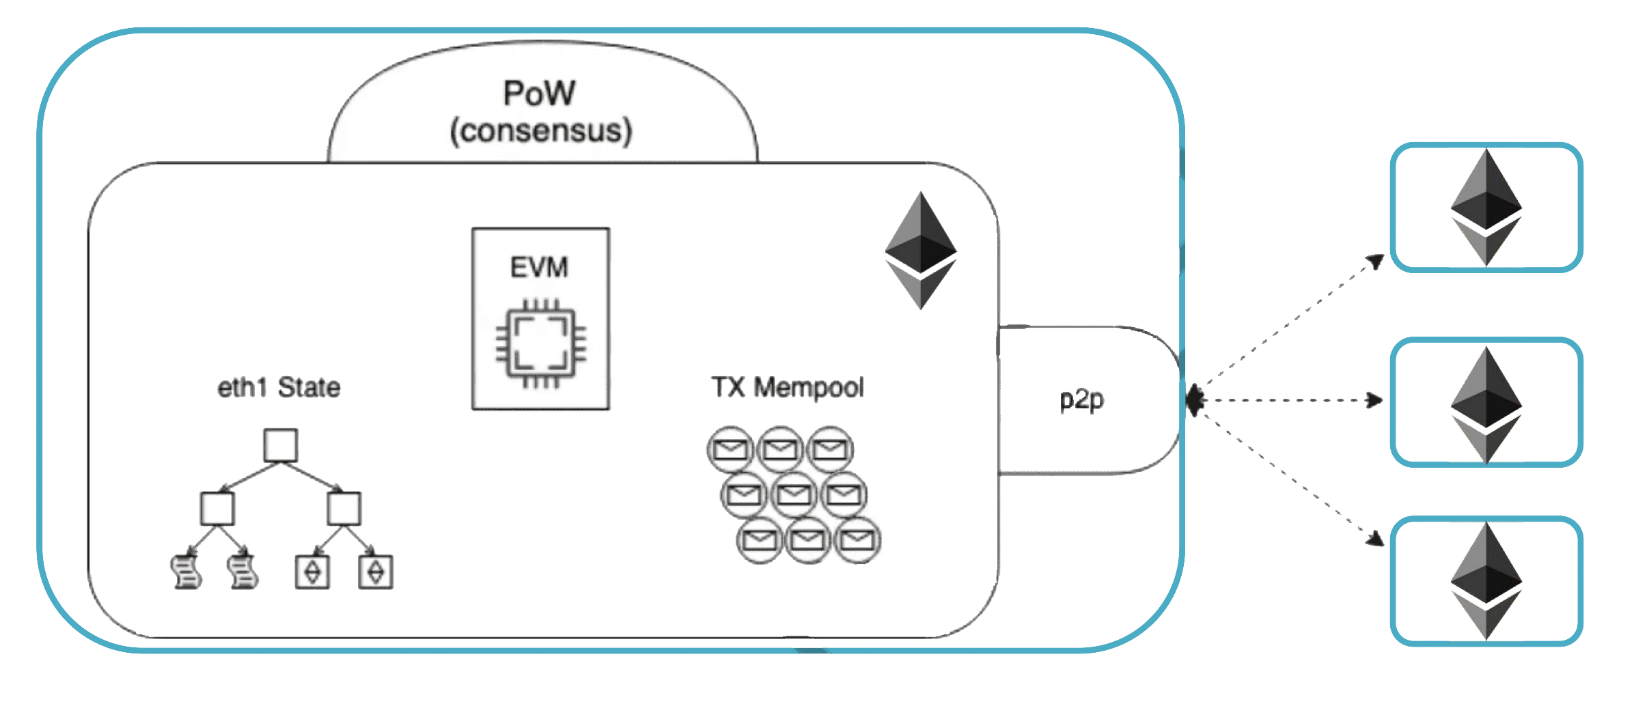 PoW
(consensus)
EVM
eth1 State
TX Mempool
p2p